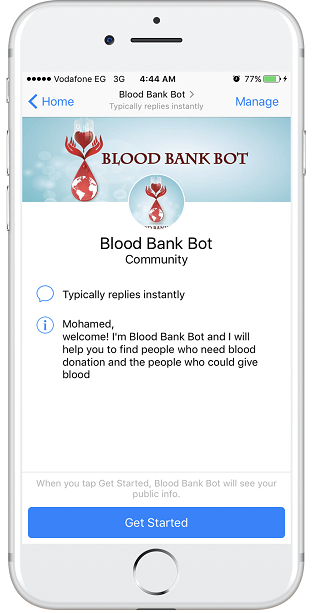 Vodafone EG 3G 4:44 AM 77%
Home Blood Bank Bot Manage
Typically replies instantly
BLOOD BANK BOT
Blood Bank Bot
Community
Typically replies instantly
Mohamed,
welcome! I'm Blood Bank Bot and I will
help you to find people who need blood
donation and the people who could give
blood
When you tap Get Started, Blood Bank Bot will see your
public info.
Get Started